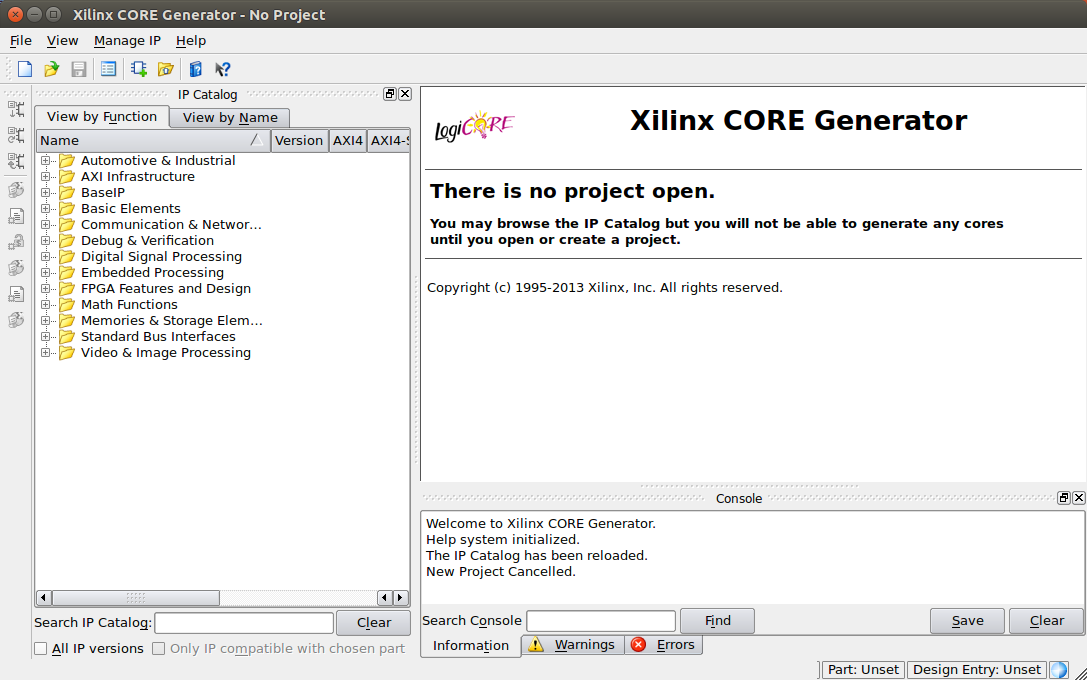 Xilinx CORE Generator - No Project
File View Manage IP Help
IP Catalog
View by Function View by Name
Name Version AXI4 AXI4-S
Automotive & Industrial
AXI Infrastructure
BaseIP
Basic Elements
Communication & Networ...
Debug & Verification
Digital Signal Processing
Embedded Processing
FPGA Features and Design
Math Functions
Memories & Storage Elem...
Standard Bus Interfaces
Video & Image Processing
Search IP Catalog: Clear
All IP versions Only IP compatible with chosen part
LogiCORE
Xilinx CORE Generator
There is no project open.
You may browse the IP Catalog but you will not be able to generate any cores
until you open or create a project.
Copyright (c) 1995-2013 Xilinx, Inc. All rights reserved.
Console
Welcome to Xilinx CORE Generator.
Help system initialized.
The IP Catalog has been reloaded.
New Project Cancelled.
Search Console Find Save Clear
Information Warnings Errors
Part: Unset Design Entry: Unset